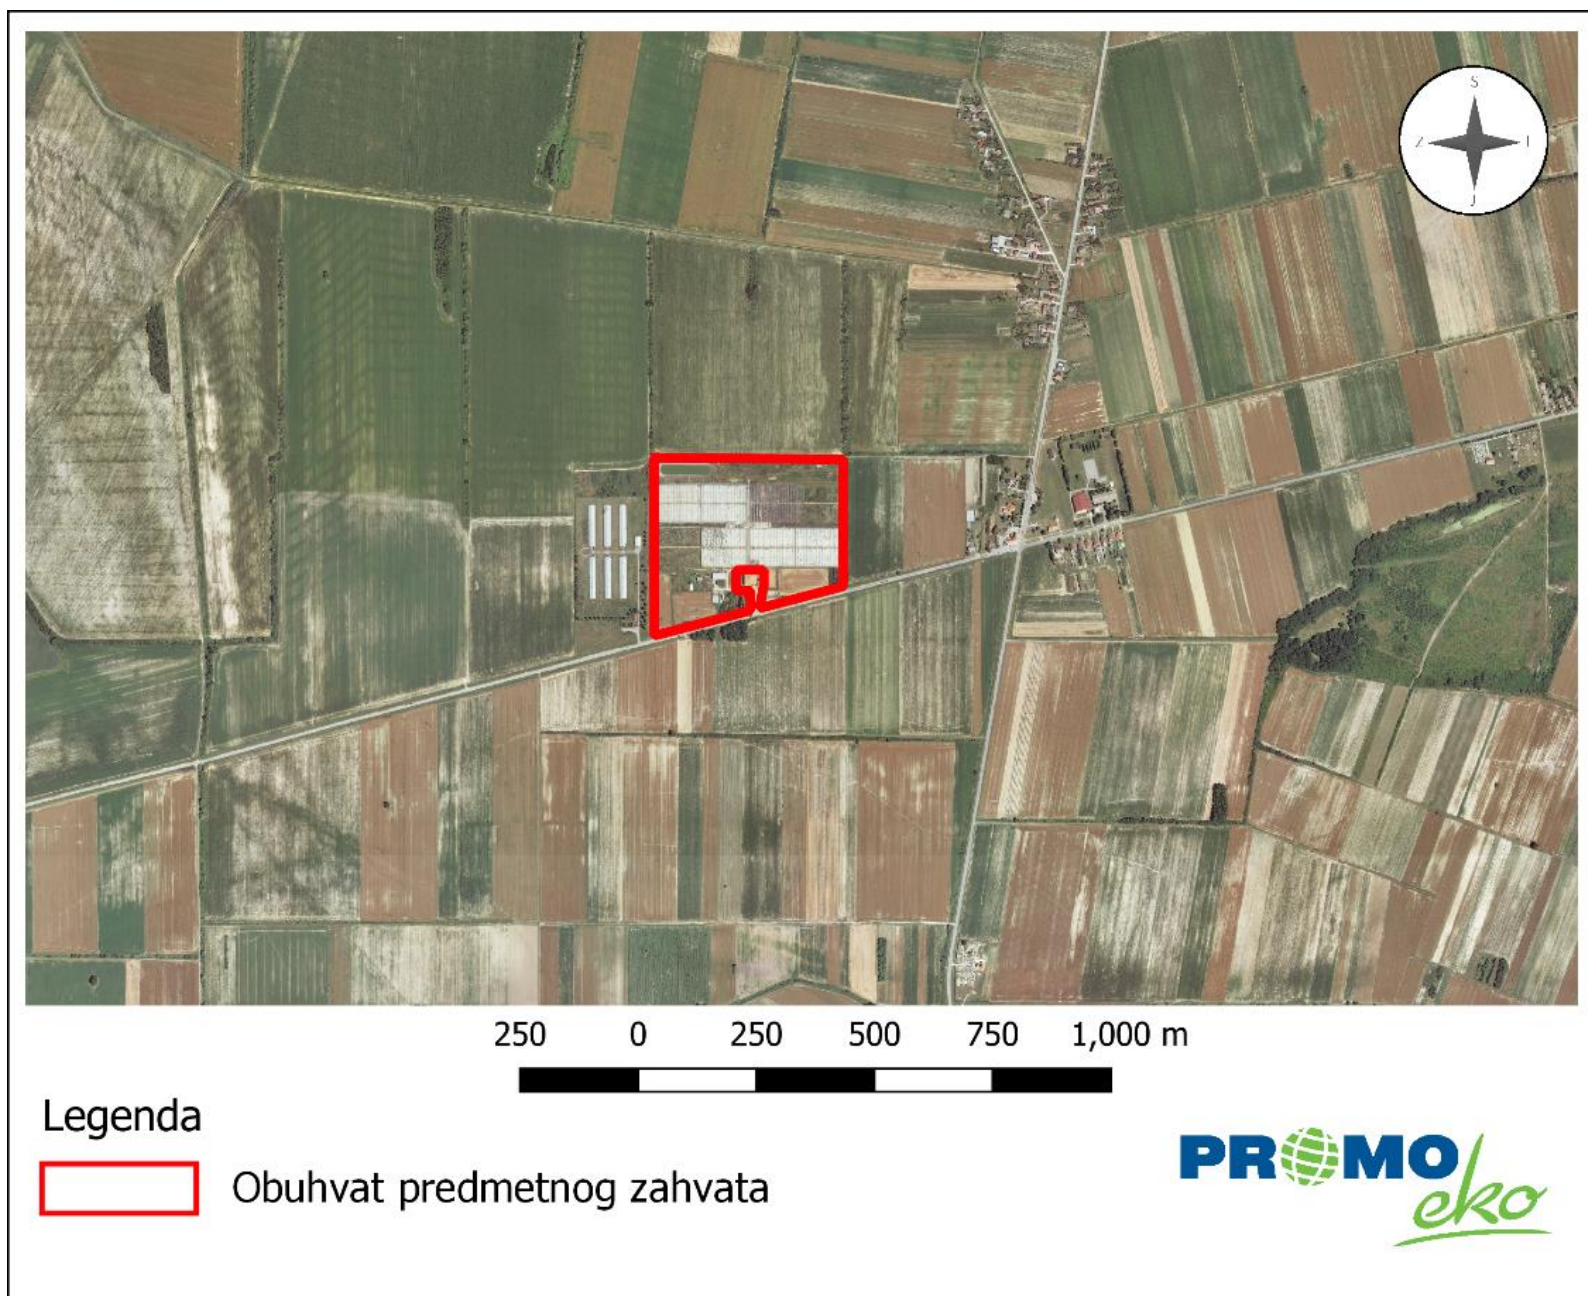 S
Z I
J
250 0 250 500 750 1,000 m
Legenda
Obuhvat predmetnog zahvata
PROMO
eko